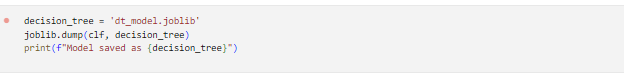 decision_tree = 'dt_model.joblib'
joblib.dump(clf, decision_tree)
print(f"Model saved as {decision_tree}")